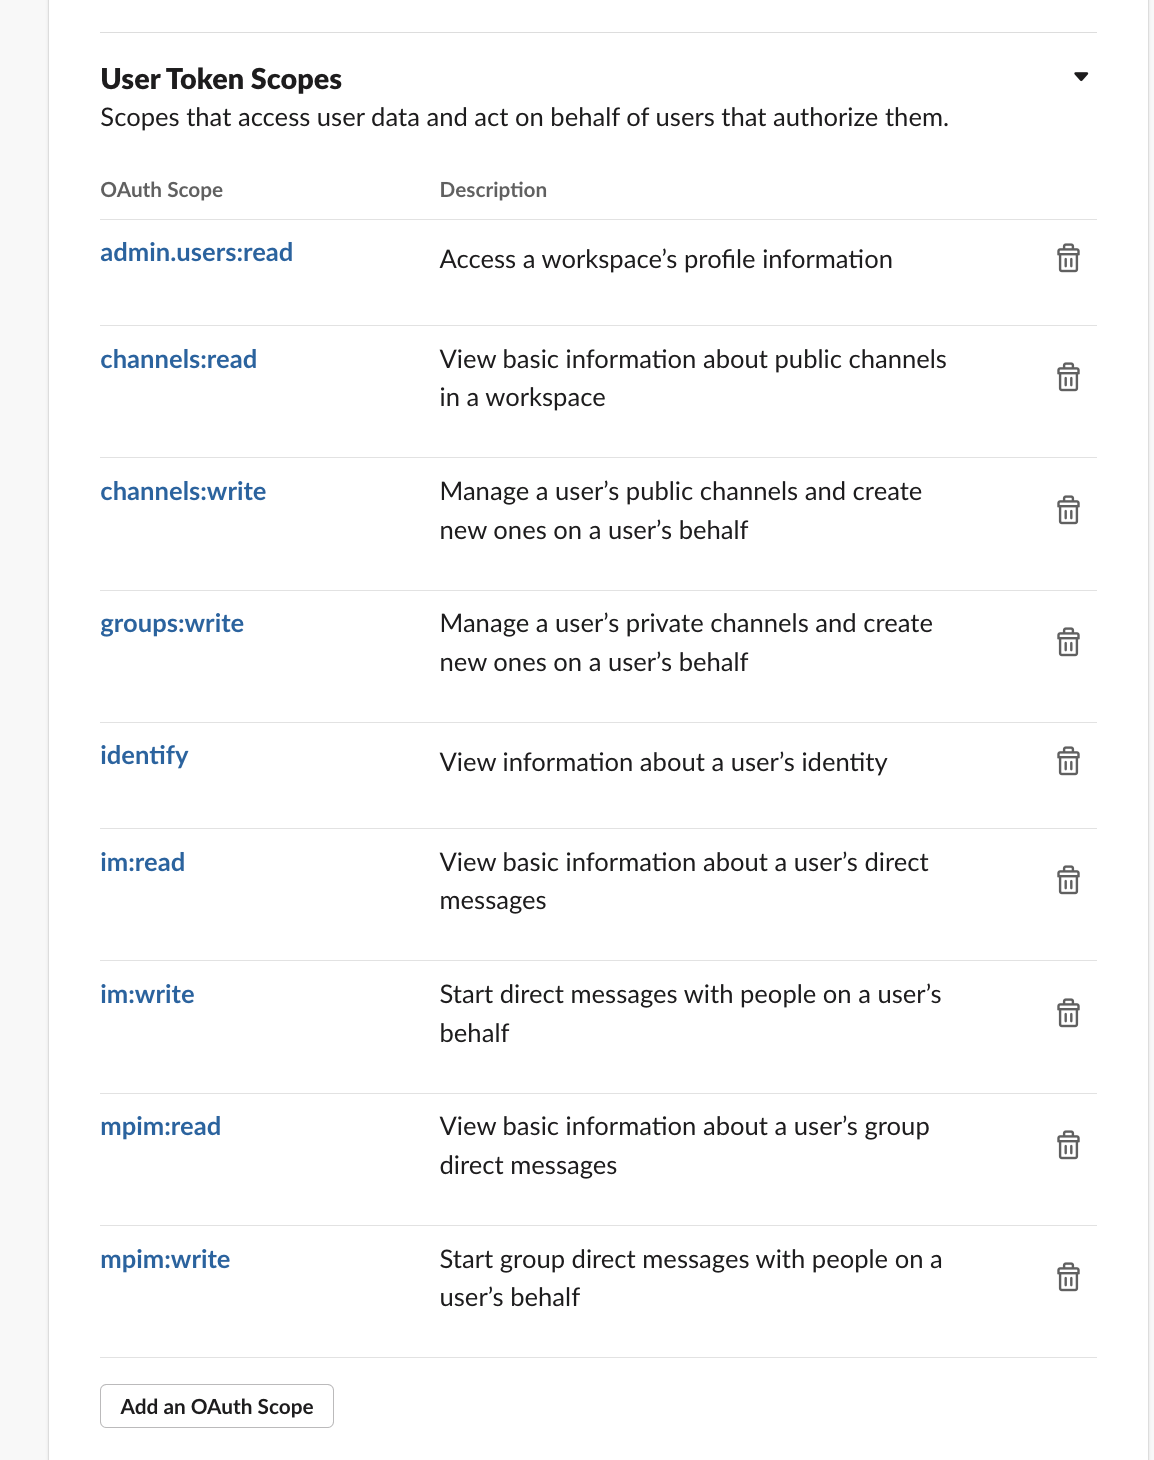 User Token Scopes
Scopes that access user data and act on behalf of users that authorize them.
OAuth Scope Description
admin.users:read Access a workspace’s profile information
channels:read View basic information about public channels
in a workspace
channels:write Manage a user’s public channels and create
new ones on a user’s behalf
groups:write Manage a user’s private channels and create
new ones on a user’s behalf
identify View information about a user’s identity
im:read View basic information about a user’s direct
messages
im:write Start direct messages with people on a user’s
behalf
mpim:read View basic information about a user’s group
direct messages
mpim:write Start group direct messages with people on a
user’s behalf
Add an OAuth Scope